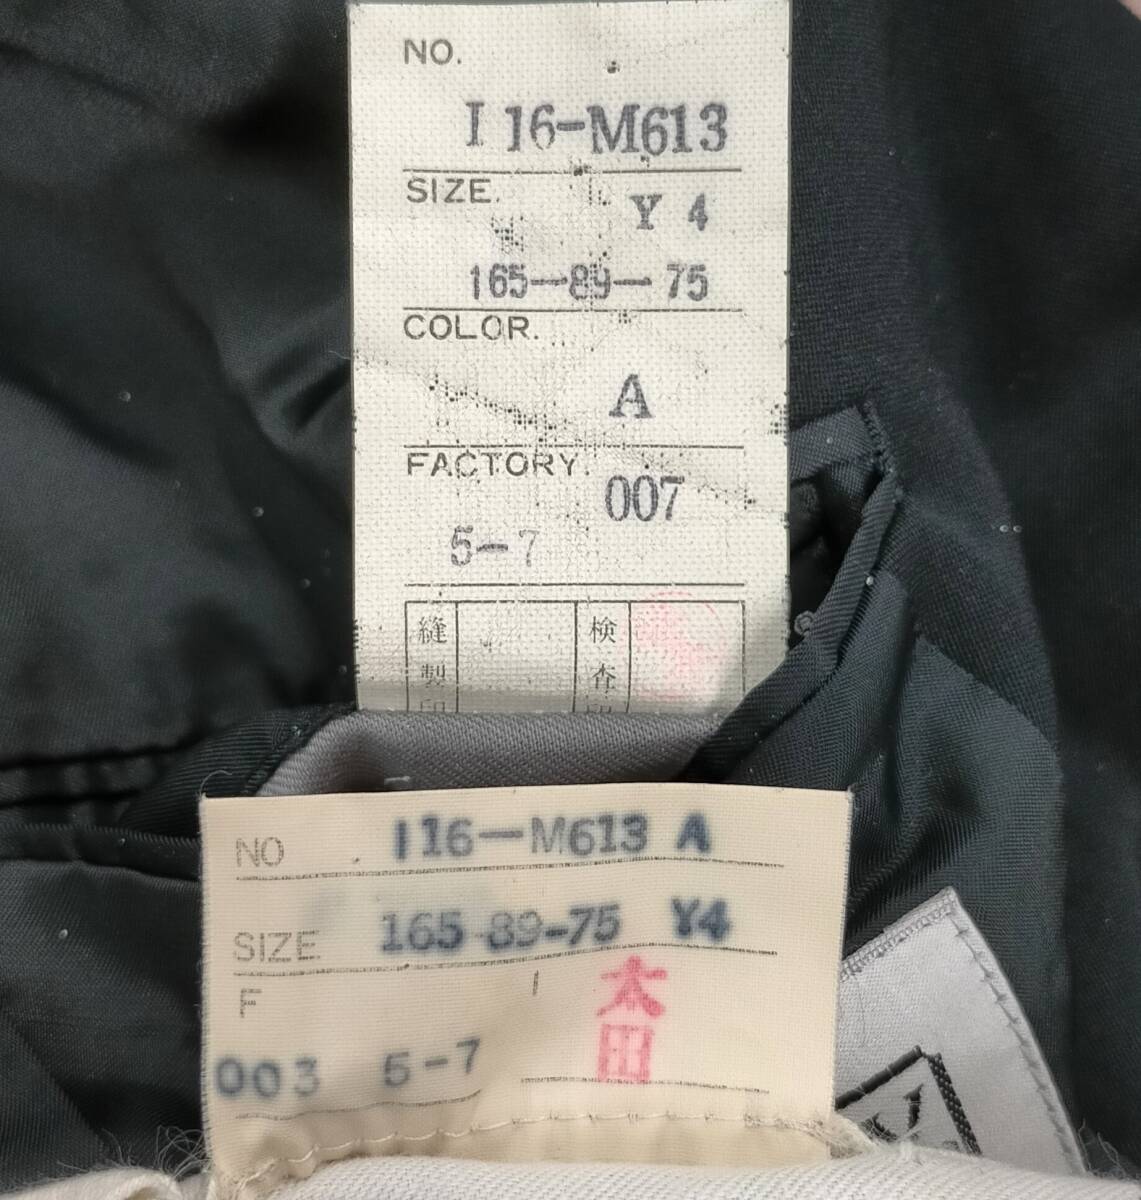 NO.
I 16-M613
SIZE. Y 4
165-89-75
COLOR.
A
FACTORY.
007
5-7
縫製印 検査印
NO I16-M613 A
SIZE 165 89-75 Y4
F
003 5-7
太田